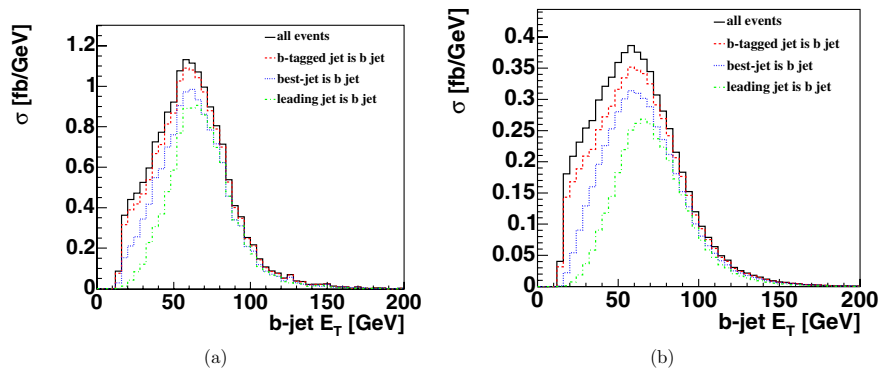 σ [fb/GeV]
1.2
1
0.8
0.6
0.4
0.2
0
all events
b-tagged jet is b jet
best-jet is b jet
leading jet is b jet
0 50 100 150 200
b-jet E_T [GeV]
(a)
σ [fb/GeV]
0.4
0.35
0.3
0.25
0.2
0.15
0.1
0.05
0
all events
b-tagged jet is b jet
best-jet is b jet
leading jet is b jet
0 50 100 150 200
b-jet E_T [GeV]
(b)